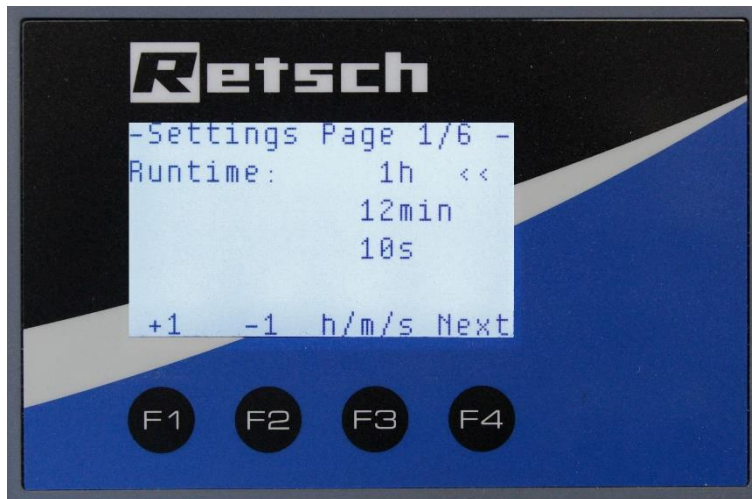 Retsch
-Settings Page 1/6 -
Runtime: 1h <<
12min
10s
+1 -1 h/m/s Next
F1 F2 F3 F4